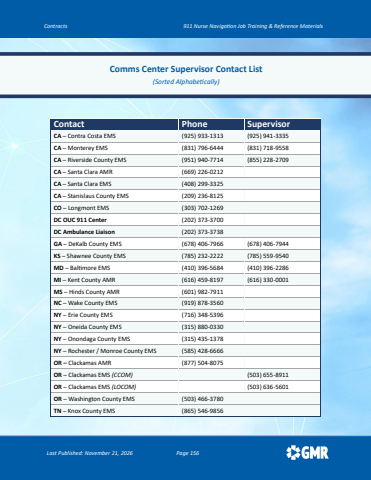 Contracts 911 Nurse Navigation Job Training & Reference Materials
Comms Center Supervisor Contact List
(Sorted Alphabetically)
Contact Phone Supervisor
CA – Contra Costa EMS (925) 933-1313 (925) 941-3335
CA – Monterey EMS (831) 796-6444 (831) 718-9558
CA – Riverside County EMS (951) 940-7714 (855) 228-2709
CA – Santa Clara AMR (669) 226-0212
CA – Santa Clara EMS (408) 299-3325
CA – Stanislaus County EMS (209) 236-8125
CO – Longmont EMS (303) 702-1269
DC OUC 911 Center (202) 373-3700
DC Ambulance Liaison (202) 373-3738
GA – DeKalb County EMS (678) 406-7966 (678) 406-7944
KS – Shawnee County EMS (785) 232-2222 (785) 559-9540
MD – Baltimore EMS (410) 396-5684 (410) 396-2286
MI – Kent County AMR (616) 459-8197 (616) 330-0001
MS – Hinds County AMR (601) 982-7911
NC – Wake County EMS (919) 878-3560
NY – Erie County EMS (716) 348-5396
NY – Oneida County EMS (315) 880-0330
NY – Onondaga County EMS (315) 435-1378
NY – Rochester / Monroe County EMS (585) 428-6666
OR – Clackamas AMR (877) 504-8075
OR – Clackamas EMS (CCOM) (503) 655-8911
OR – Clackamas EMS (LOCOM) (503) 636-5601
OR – Washington County EMS (503) 466-3780
TN – Knox County EMS (865) 546-9856
Last Published: November 21, 2026 Page 156
GMR